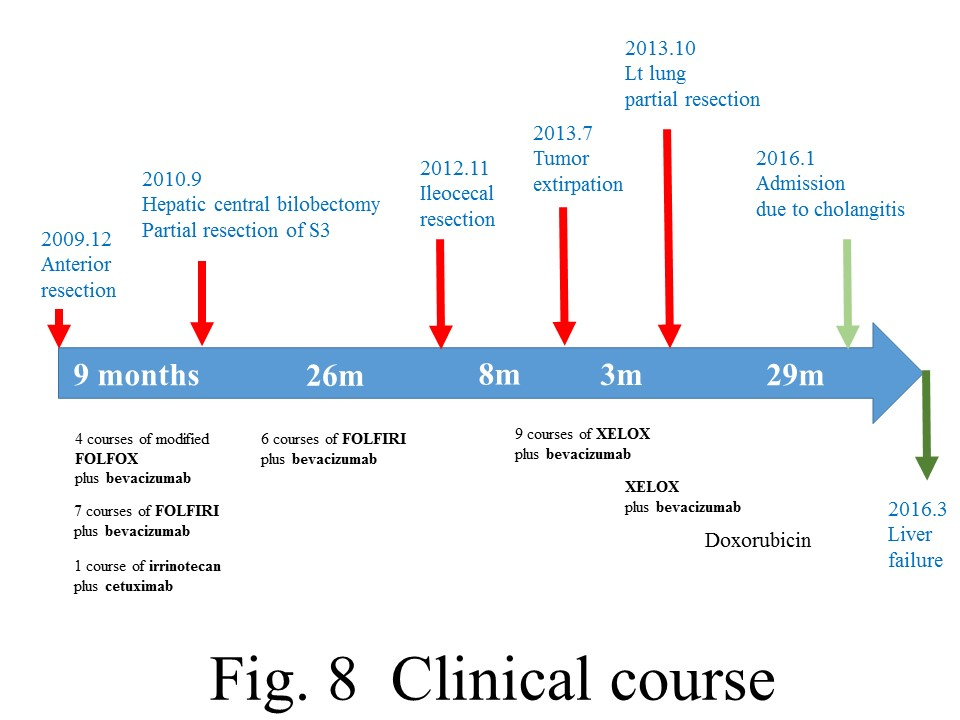 2013.10
Lt lung
partial resection
2013.7
Tumor
extirpation
2016.1
Admission
due to cholangitis
2012.11
Ileocecal
resection
2010.9
Hepatic central bilobectomy
Partial resection of S3
2009.12
Anterior
resection
9 months
26m
8m
3m
29m
4 courses of modified
FOLFOX
plus bevacizumab
7 courses of FOLFIRI
plus bevacizumab
1 course of irrinotecan
plus cetuximab
6 courses of FOLFIRI
plus bevacizumab
9 courses of XELOX
plus bevacizumab
XELOX
plus bevacizumab
Doxorubicin
2016.3
Liver
failure
Fig. 8 Clinical course